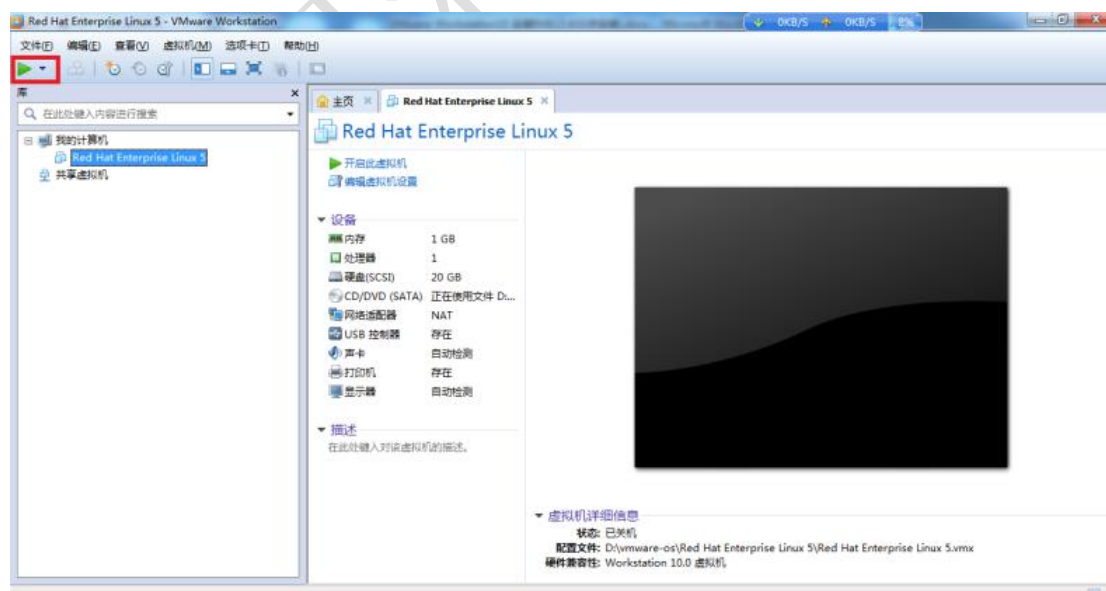 Red Hat Enterprise Linux 5 - VMware Workstation
0KB/S 0KB/S 8%
文件(F) 编辑(E) 查看(V) 虚拟机(M) 选项卡(T) 帮助(H)
库
在此处键入内容进行搜索
我的计算机
Red Hat Enterprise Linux 5
共享虚拟机
主页 Red Hat Enterprise Linux 5
Red Hat Enterprise Linux 5
开启此虚拟机
编辑虚拟机设置
设备
内存 1 GB
处理器 1
硬盘(SCSI) 20 GB
CD/DVD (SATA) 正在使用文件 D:...
网络适配器 NAT
USB 控制器 存在
声卡 自动检测
打印机 存在
显示器 自动检测
描述
在此处键入对该虚拟机的描述。
虚拟机详细信息
状态: 已关机
配置文件: D:\vmware-os\Red Hat Enterprise Linux 5\Red Hat Enterprise Linux 5.vmx
硬件兼容性: Workstation 10.0 虚拟机